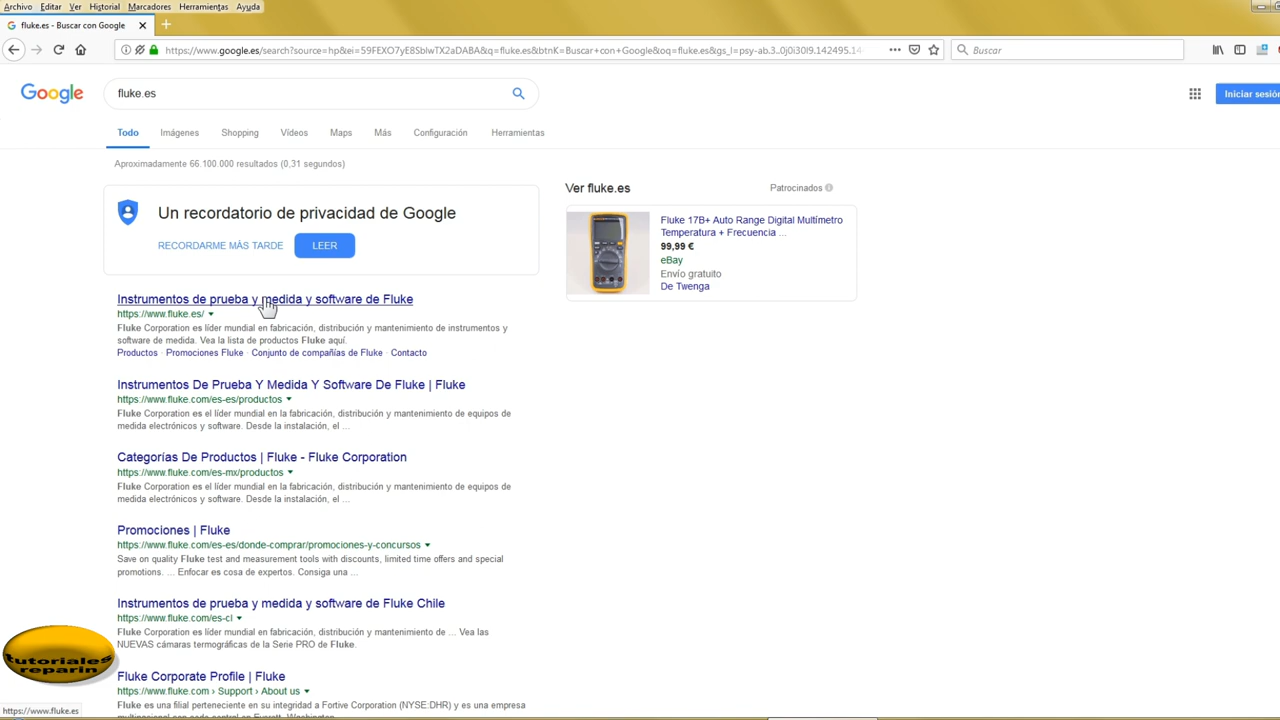 Archivo Editar Ver Historial Marcadores Herramientas Ayuda
fluke.es - Buscar con Google
https://www.google.es/search?source=hp&ei=59FEXO7yE8SblwTX2aDABA&q=fluke.es&btnK=Buscar+con+Google&oq=fluke.es&gs_l=psy-ab.3..0j0i30l9.142495.14
Buscar
Google
fluke.es
Iniciar sesión
Todo Imágenes Shopping Vídeos Maps Más Configuración Herramientas
Aproximadamente 66.100.000 resultados (0,31 segundos)
Un recordatorio de privacidad de Google
RECORDARME MÁS TARDE LEER
Ver fluke.es Patrocinados
Fluke 17B+ Auto Range Digital Multímetro
Temperatura + Frecuencia ...
99,99 €
eBay
Envío gratuito
De Twenga
Instrumentos de prueba y medida y software de Fluke
https://www.fluke.es/
Fluke Corporation es líder mundial en fabricación, distribución y mantenimiento de instrumentos y
software de medida. Vea la lista de productos Fluke aquí.
Productos · Promociones Fluke · Conjunto de compañías de Fluke · Contacto
Instrumentos De Prueba Y Medida Y Software De Fluke | Fluke
https://www.fluke.com/es-es/productos
Fluke Corporation es el líder mundial en la fabricación, distribución y mantenimiento de equipos de
medida electrónicos y software. Desde la instalación, el ...
Categorías De Productos | Fluke - Fluke Corporation
https://www.fluke.com/es-mx/productos
Fluke Corporation es el líder mundial en la fabricación, distribución y mantenimiento de equipos de
medida electrónicos y software. Desde la instalación, el ...
Promociones | Fluke
https://www.fluke.com/es-es/donde-comprar/promociones-y-concursos
Save on quality Fluke test and measurement tools with discounts, limited time offers and special
promotions. ... Enfocar es cosa de expertos. Consiga una ...
Instrumentos de prueba y medida y software de Fluke Chile
https://www.fluke.com/es-cl
Fluke Corporation es líder mundial en la fabricación, distribución y mantenimiento de ... Vea las
NUEVAS cámaras termográficas de la Serie PRO de Fluke.
Fluke Corporate Profile | Fluke
https://www.fluke.com › Support › About us
Fluke es una filial perteneciente en su integridad a Fortive Corporation (NYSE:DHR) y es una empresa
multinacional con sede central en Everett, Washington
tutoriales
reparin
https://www.fluke.es